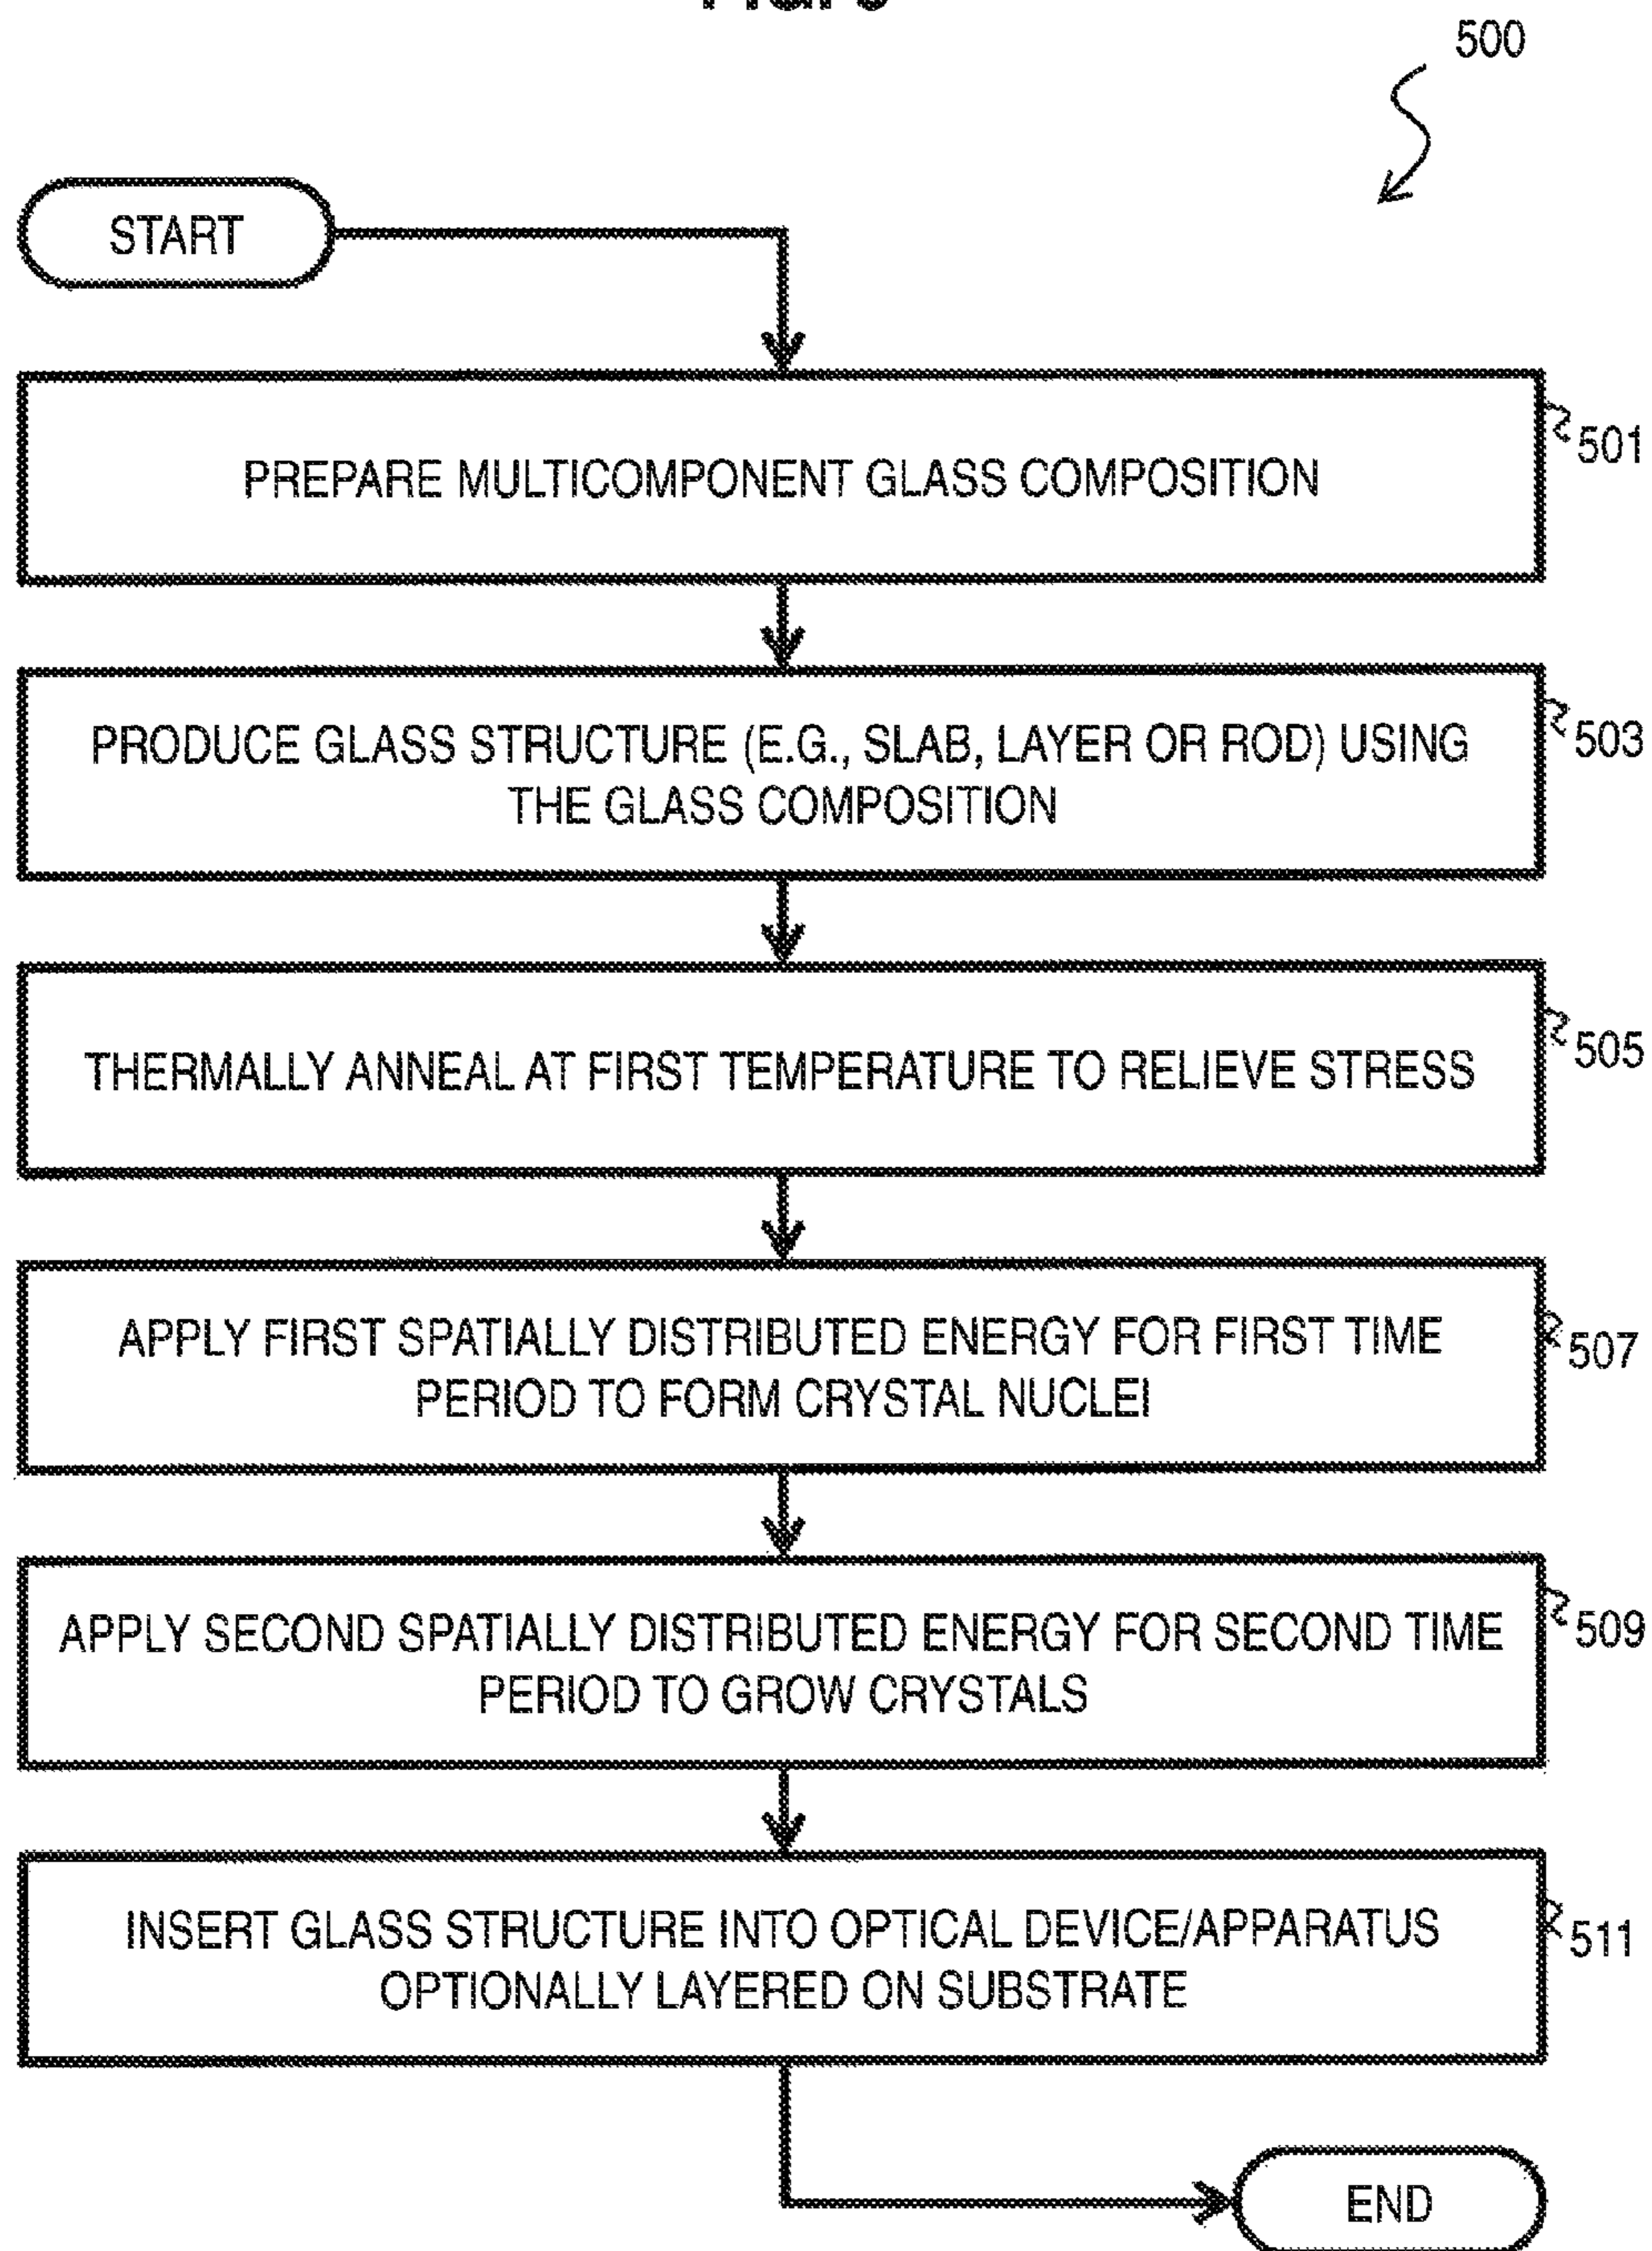 500
START
PREPARE MULTICOMPONENT GLASS COMPOSITION
501
PRODUCE GLASS STRUCTURE (E.G., SLAB, LAYER OR ROD) USING
THE GLASS COMPOSITION
503
THERMALLY ANNEAL AT FIRST TEMPERATURE TO RELIEVE STRESS
505
APPLY FIRST SPATIALLY DISTRIBUTED ENERGY FOR FIRST TIME
PERIOD TO FORM CRYSTAL NUCLEI
507
APPLY SECOND SPATIALLY DISTRIBUTED ENERGY FOR SECOND TIME
PERIOD TO GROW CRYSTALS
509
INSERT GLASS STRUCTURE INTO OPTICAL DEVICE/APPARATUS
OPTIONALLY LAYERED ON SUBSTRATE
511
END